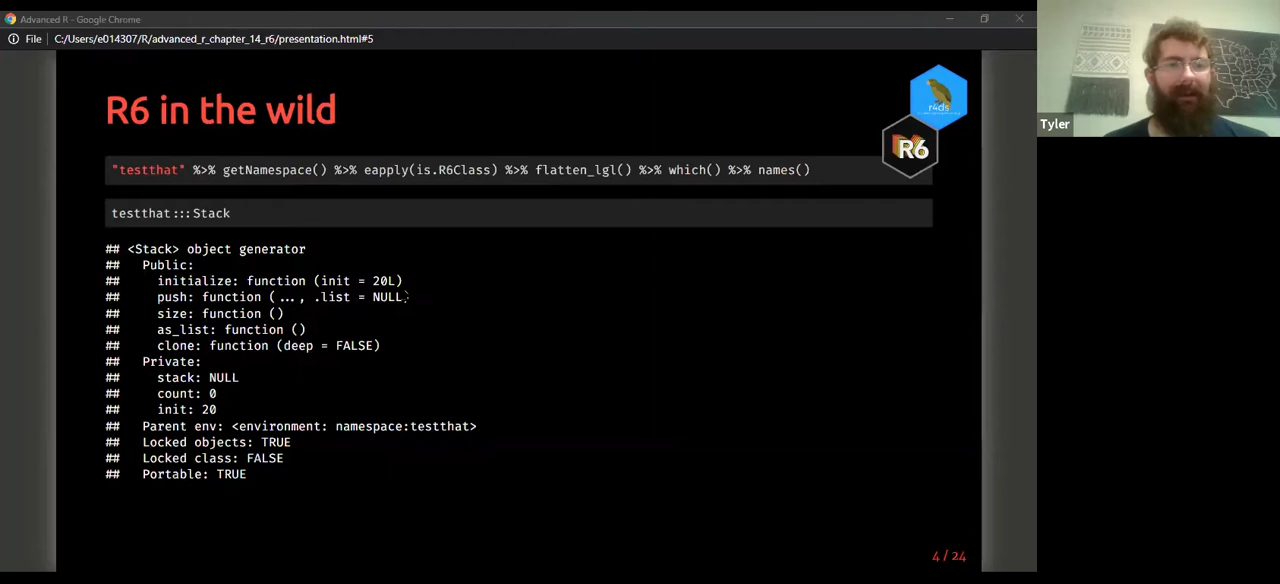 Advanced R - Google Chrome
File C:/Users/e014307/R/advanced_r_chapter_14_r6/presentation.html#5
R6 in the wild
r4ds
R6
"testthat" %>% getNamespace() %>% eapply(is.R6Class) %>% flatten_lgl() %>% which() %>% names()
testthat:::Stack
## <Stack> object generator
##   Public:
##     initialize: function (init = 20L)
##     push: function (..., .list = NULL)
##     size: function ()
##     as_list: function ()
##     clone: function (deep = FALSE)
##   Private:
##     stack: NULL
##     count: 0
##     init: 20
##   Parent env: <environment: namespace:testthat>
##   Locked objects: TRUE
##   Locked class: FALSE
##   Portable: TRUE
4 / 24
Tyler